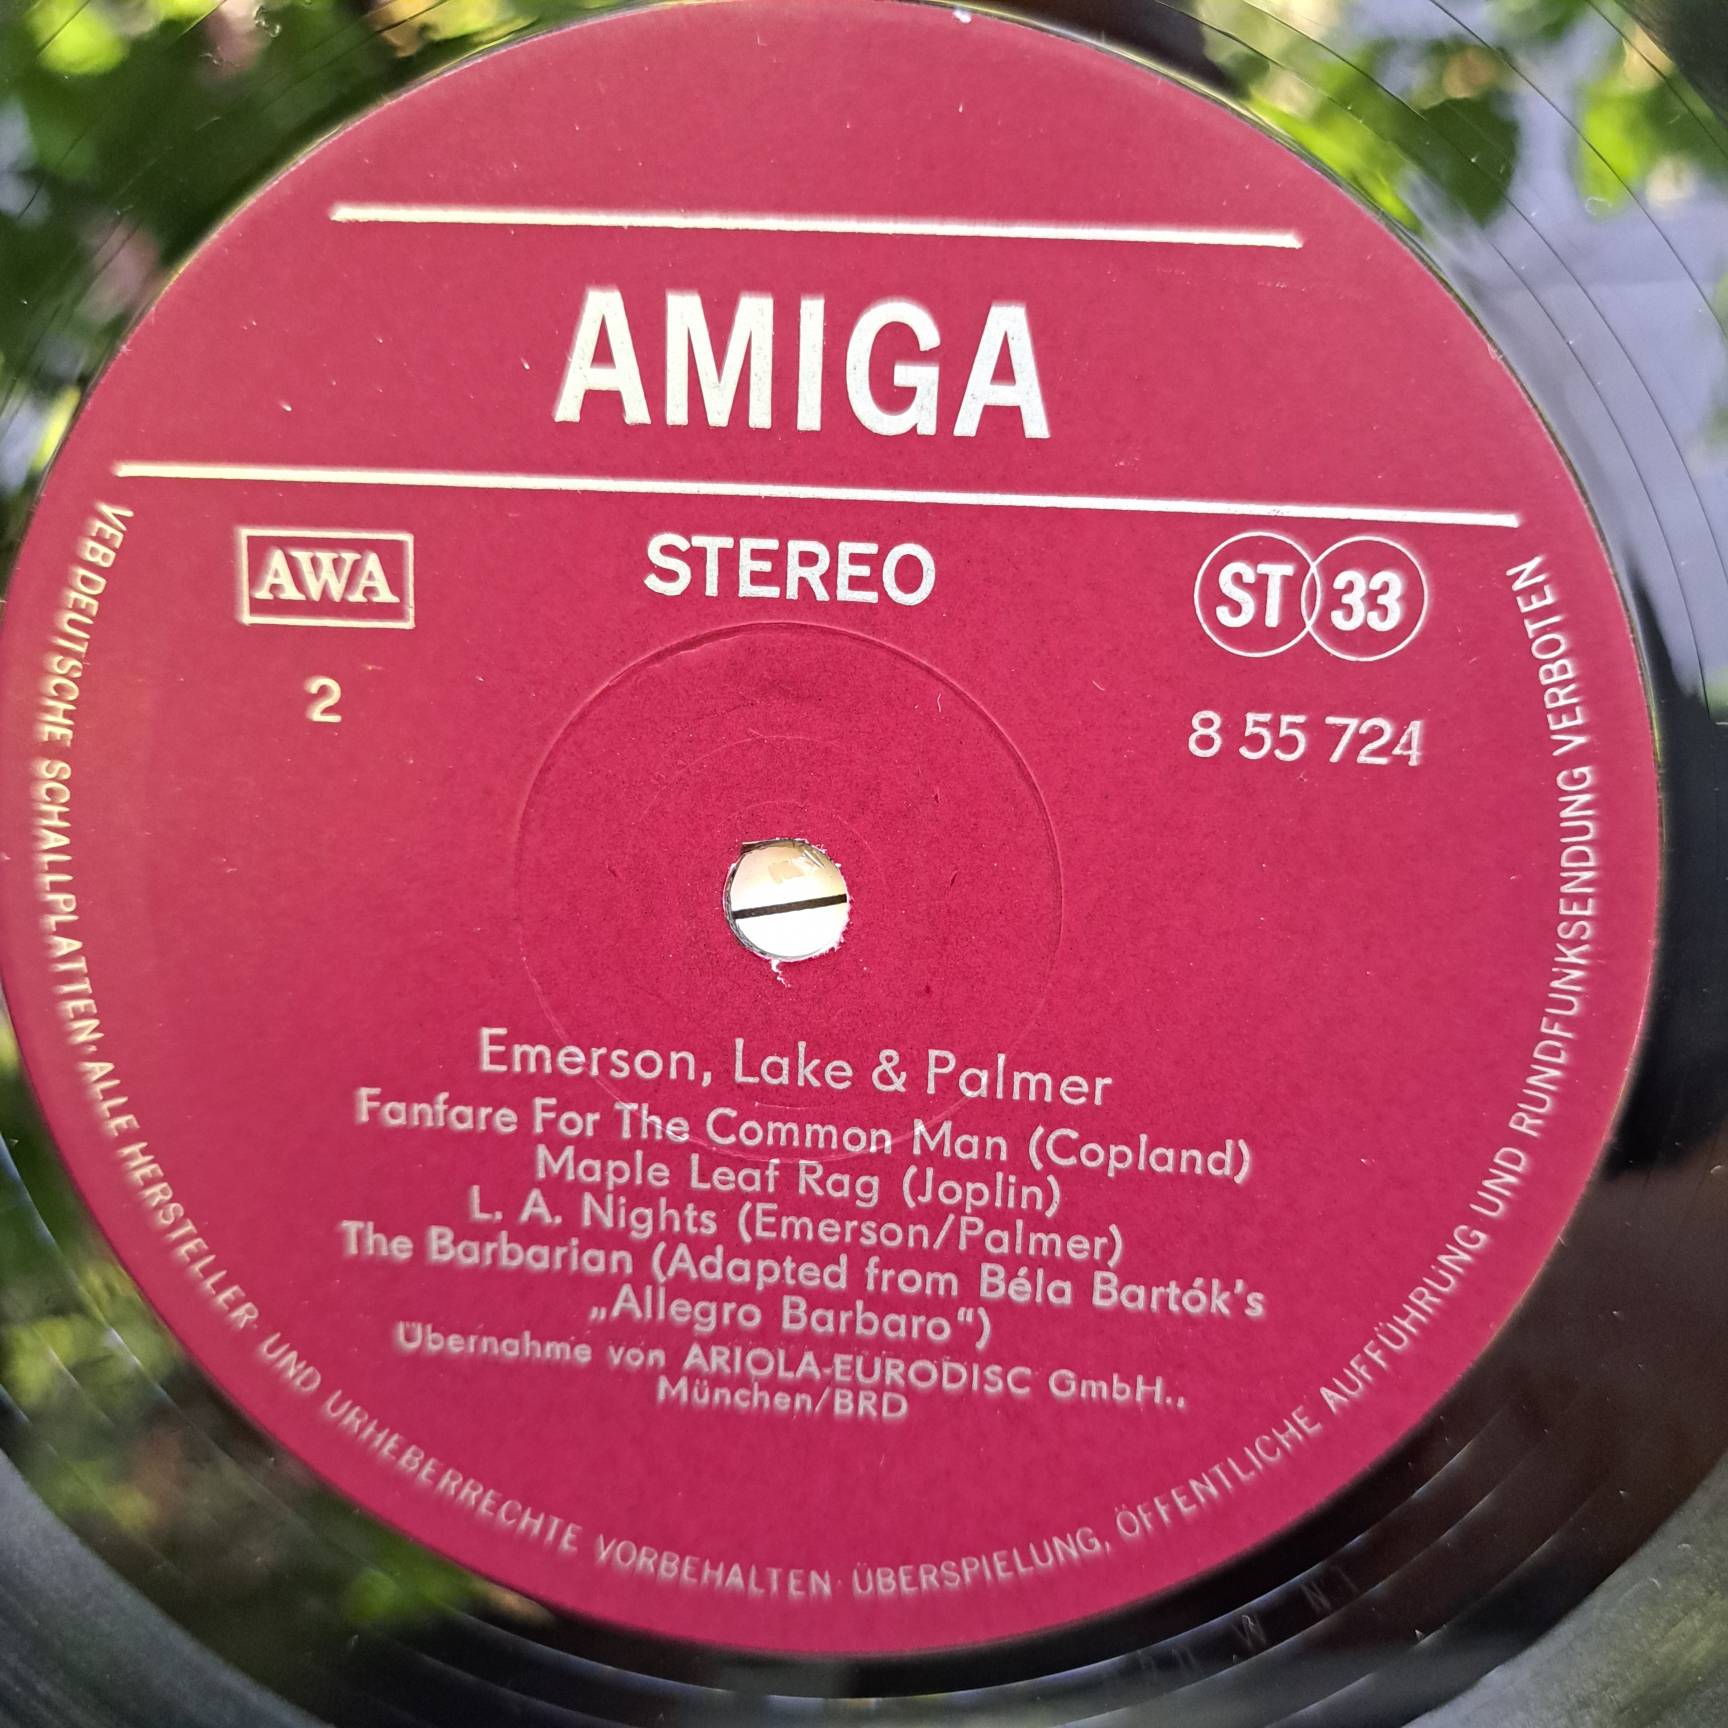 AMIGA
AWA
STEREO
ST 33
2
8 55 724
Emerson, Lake & Palmer
Fanfare For The Common Man (Copland)
Maple Leaf Rag (Joplin)
L. A. Nights (Emerson/Palmer)
The Barbarian (Adapted from Béla Bartók's
„Allegro Barbaro“)
Übernahme von ARIOLA-EURODISC GmbH.,
München/BRD
VEB DEUTSCHE SCHALLPLATTEN · ALLE HERSTELLER- UND URHEBERRECHTE VORBEHALTEN · ÜBERSPIELUNG, ÖFFENTLICHE AUFFÜHRUNG UND RUNDFUNKSENDUNG VERBOTEN